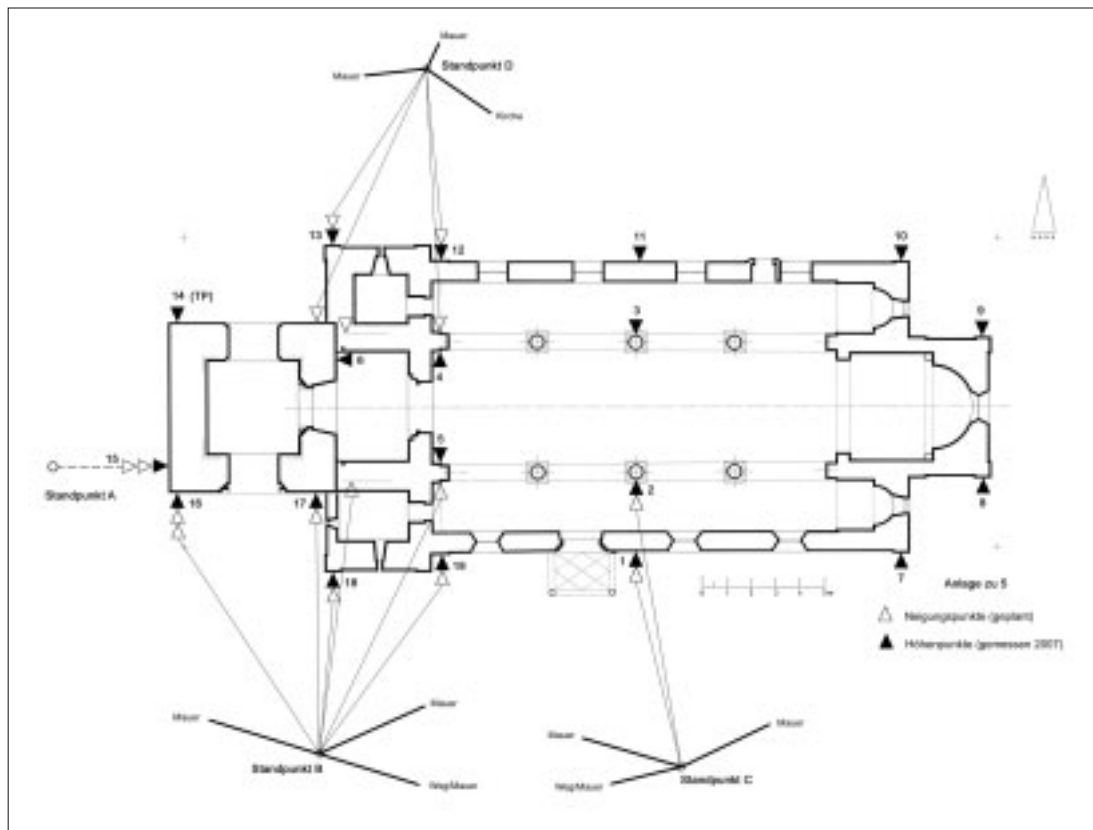 Mauer
Standpunkt D
Mauer
Kirche
13
12
11
10
14 (TP)
3
9
6
4
5
15
Standpunkt A
16
17
2
8
18
19
1
7
Anlage zu 5
Neigungspunkte (geplant)
Höhenpunkte (gemessen 2007)
Mauer
Mauer
Mauer
Mauer
Standpunkt B
Weg/Mauer
Standpunkt C
Weg/Mauer